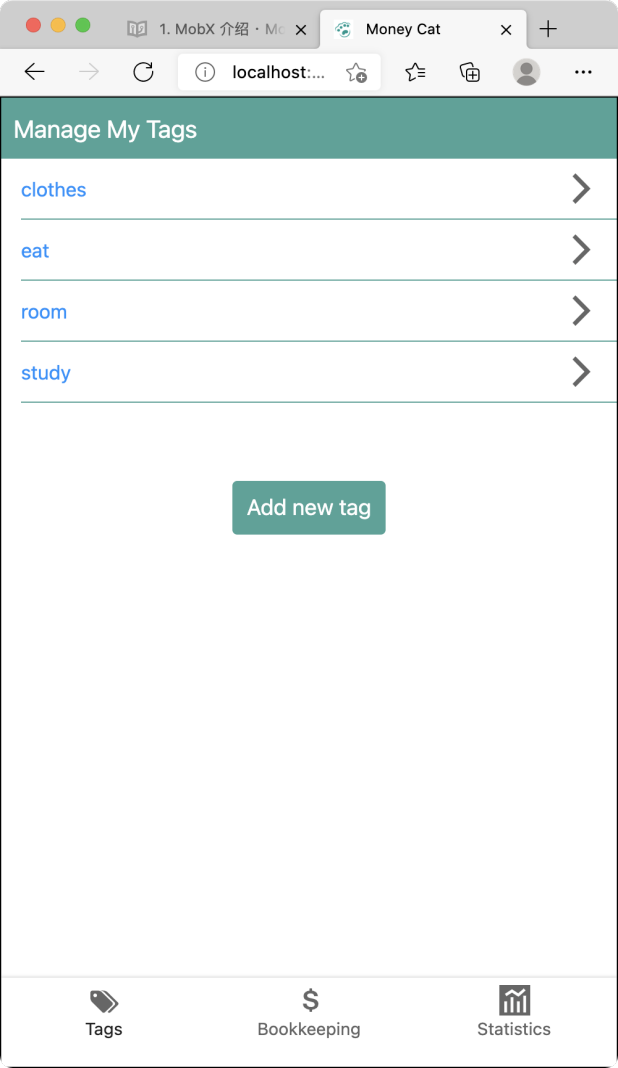 1. MobX 介绍 · Mo
Money Cat
localhost:...
Manage My Tags
clothes
eat
room
study
Add new tag
$
Tags
Bookkeeping
Statistics